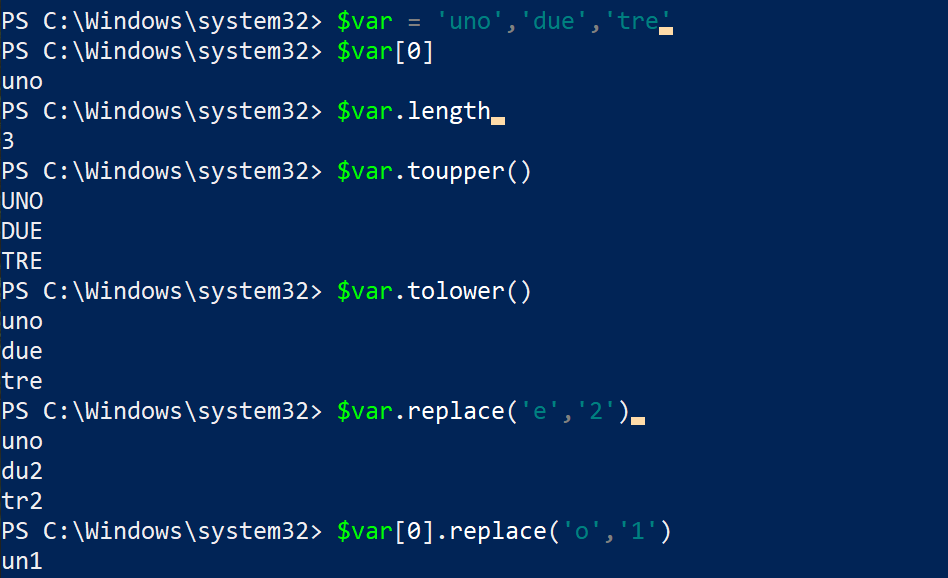 PS C:\Windows\system32> $var = 'uno','due','tre'
PS C:\Windows\system32> $var[0]
uno
PS C:\Windows\system32> $var.length
3
PS C:\Windows\system32> $var.toupper()
UNO
DUE
TRE
PS C:\Windows\system32> $var.tolower()
uno
due
tre
PS C:\Windows\system32> $var.replace('e','2')
uno
du2
tr2
PS C:\Windows\system32> $var[0].replace('o','1')
un1